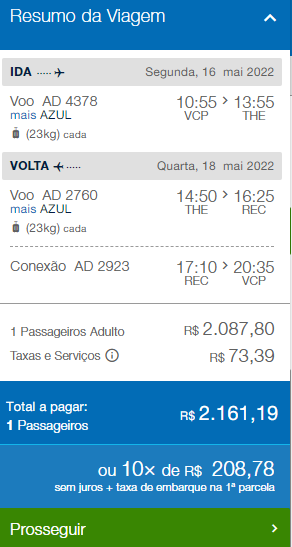 Resumo da Viagem
IDA ..... Segunda, 16 mai 2022
Voo AD 4378 10:55 > 13:55
mais AZUL VCP THE
(23kg) cada
VOLTA ..... Quarta, 18 mai 2022
Voo AD 2760 14:50 > 16:25
mais AZUL THE REC
(23kg) cada
Conexão AD 2923 17:10 > 20:35
REC VCP
1 Passageiros Adulto R$ 2.087,80
Taxas e Serviços R$ 73,39
Total a pagar:
1 Passageiros R$ 2.161,19
ou 10x de R$ 208,78
sem juros + taxa de embarque na 1ª parcela
Prosseguir >